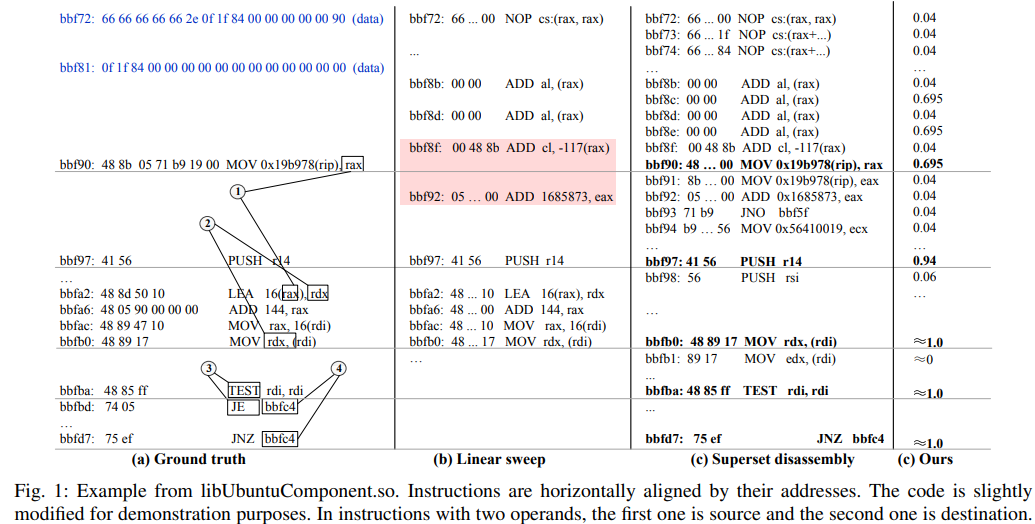 bbf72: 66 66 66 66 66 2e 0f 1f 84 00 00 00 00 00 90 (data) bbf72: 66 ... 00 NOP cs:(rax, rax) bbf72: 66 ... 00 NOP cs:(rax, rax) 0.04
bbf73: 66 ... 1f NOP cs:(rax+...) 0.04
... bbf74: 66 ... 84 NOP cs:(rax+...) 0.04
bbf81: 0f 1f 84 00 00 00 00 00 00 00 00 00 00 00 00 (data) ... ...
bbf8b: 00 00 ADD al, (rax) bbf8b: 00 00 ADD al, (rax) 0.04
bbf8c: 00 00 ADD al, (rax) 0.695
bbf8d: 00 00 ADD al, (rax) bbf8d: 00 00 ADD al, (rax) 0.04
bbf8e: 00 00 ADD al, (rax) 0.695
bbf8f: 00 48 8b ADD cl, -117(rax) bbf8f: 00 48 8b ADD cl, -117(rax) 0.04
bbf90: 48 8b 05 71 b9 19 00 MOV 0x19b978(rip), rax bbf90: 48 ... 00 MOV 0x19b978(rip), rax 0.695
1 bbf91: 8b ... 00 MOV 0x19b978(rip), eax 0.04
bbf92: 05 ... 00 ADD 1685873, eax bbf92: 05 ... 00 ADD 0x1685873, eax 0.04
2 bbf93 71 b9 JNO bbf5f 0.04
bbf94 b9 ... 56 MOV 0x56410019, ecx 0.04
... ...
bbf97: 41 56 PUSH r14 bbf97: 41 56 PUSH r14 bbf97: 41 56 PUSH r14 0.94
... bbf98: 56 PUSH rsi 0.06
bbfa2: 48 8d 50 10 LEA 16(rax), rdx bbfa2: 48 ... 10 LEA 16(rax), rdx ...
bbfa6: 48 05 90 00 00 00 ADD 144, rax bbfa6: 48 ... 00 ADD 144, rax ...
bbfac: 48 89 47 10 MOV rax, 16(rdi) bbfac: 48 ... 10 MOV rax, 16(rdi)
bbfb0: 48 89 17 MOV rdx, (rdi) bbfb0: 48 ... 17 MOV rdx, (rdi) bbfb0: 48 89 17 MOV rdx, (rdi) ≈1.0
... bbfb1: 89 17 MOV edx, (rdi) ≈0
3 4 ...
bbfba: 48 85 ff TEST rdi, rdi bbfba: 48 85 ff TEST rdi, rdi ≈1.0
bbfbd: 74 05 JE bbfc4 ...
...
bbfd7: 75 ef JNZ bbfc4 bbfd7: 75 ef JNZ bbfc4 ≈1.0
(a) Ground truth (b) Linear sweep (c) Superset disassembly (c) Ours
Fig. 1: Example from libUbuntuComponent.so. Instructions are horizontally aligned by their addresses. The code is slightly
modified for demonstration purposes. In instructions with two operands, the first one is source and the second one is destination.